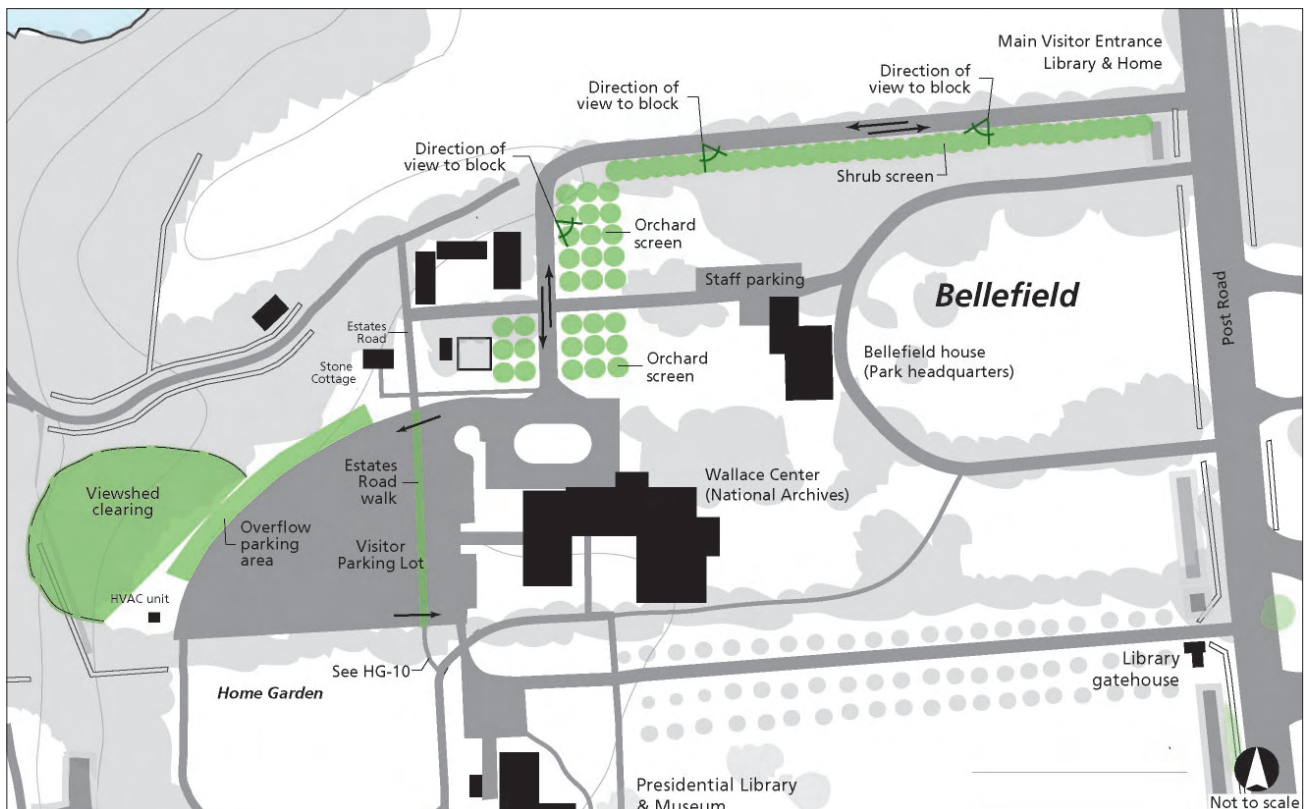 Main Visitor Entrance
Library & Home
Direction of
view to block
Direction of
view to block
Direction of
view to block
Shrub screen
Orchard
screen
Staff parking
Bellefield
Post Road
Estates
Road
Stone
Cottage
Orchard
screen
Bellefield house
(Park headquarters)
Viewshed
clearing
Estates
Road
walk
Wallace Center
(National Archives)
Overflow
parking
area
Visitor
Parking Lot
HVAC unit
See HG-10
Library
gatehouse
Home Garden
Presidential Library
& Museum
Not to scale